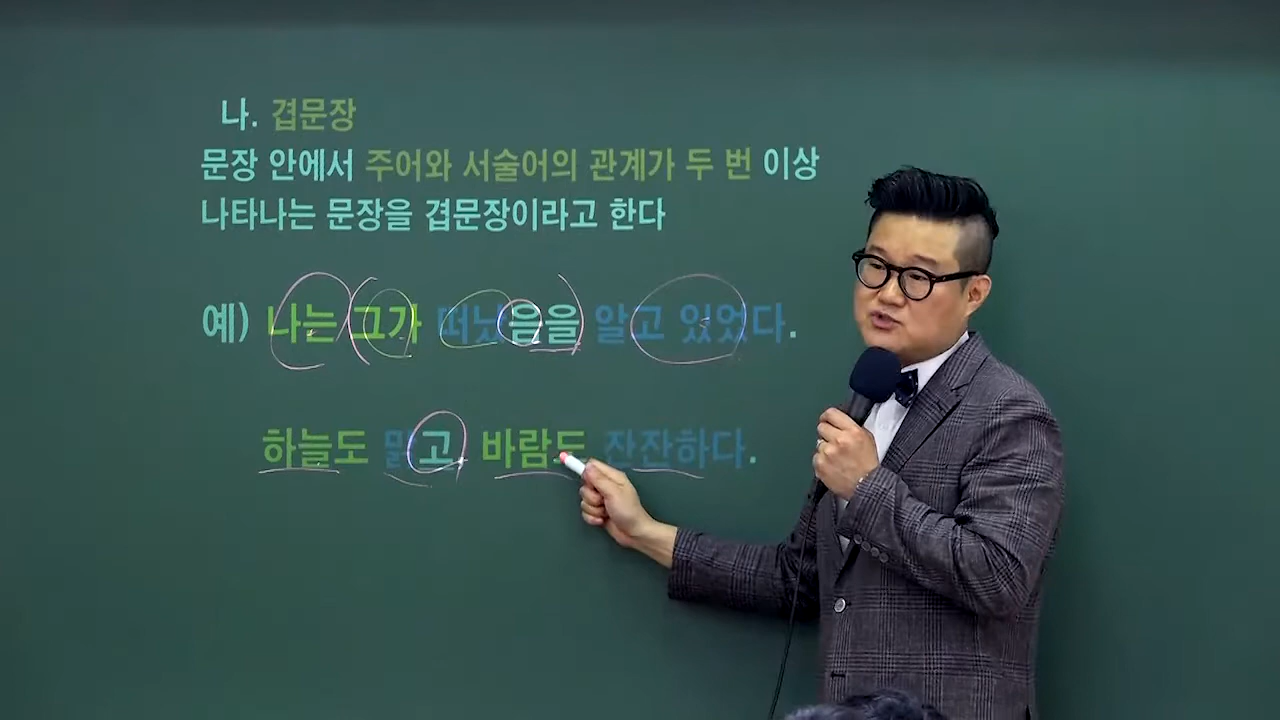 나. 겹문장
문장 안에서 주어와 서술어의 관계가 두 번 이상
나타나는 문장을 겹문장이라고 한다
예) 나는 그가 떠났음을 알고 있었다.
하늘도 맑고, 바람도 잔잔하다.